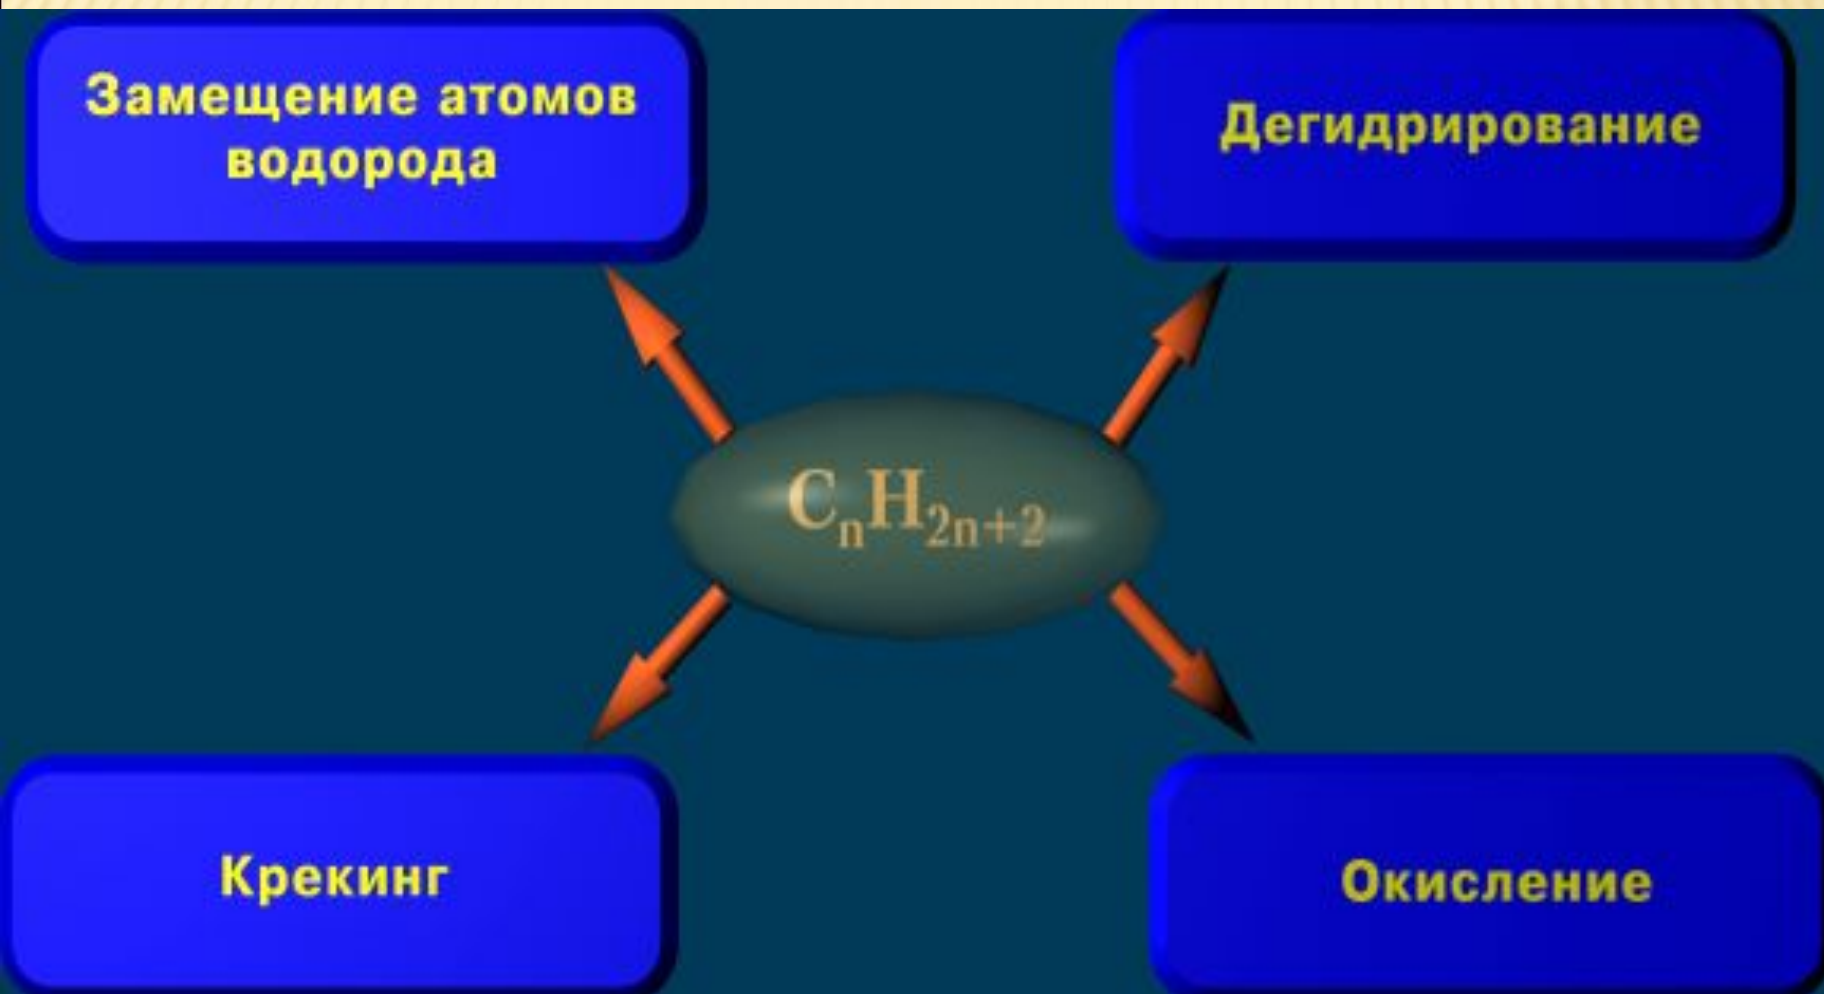 Замещение атомов
водорода
Дегидрирование
CₙH₂ₙ₊₂
Крекинг
Окисление